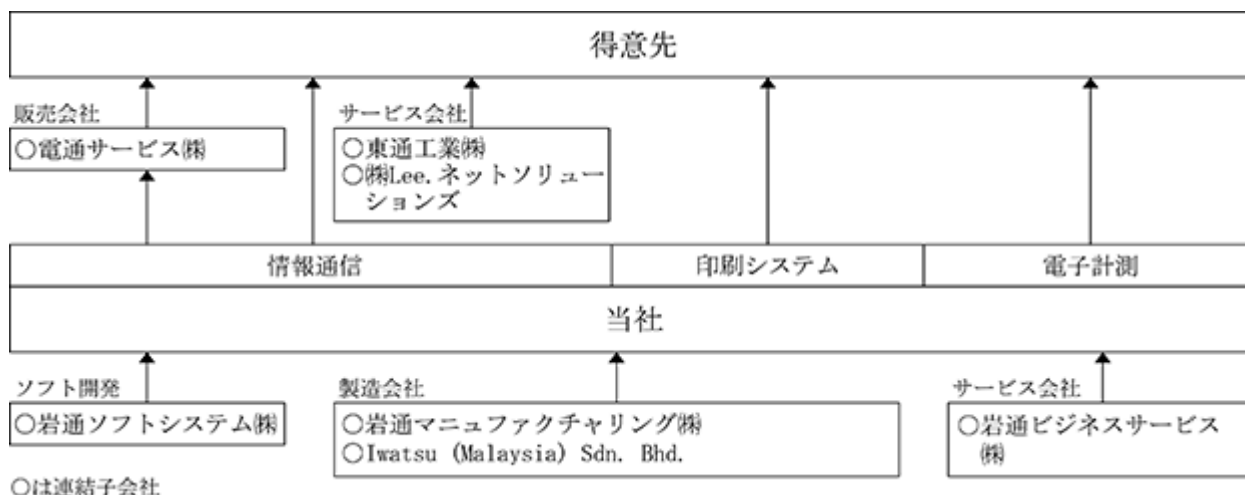 得意先
販売会社
○電通サービス㈱
サービス会社
○東通工業㈱
○㈱Lee.ネットソリュー
ションズ
情報通信
印刷システム
電子計測
当社
ソフト開発
○岩通ソフトシステム㈱
製造会社
○岩通マニュファクチャリング㈱
○Iwatsu (Malaysia) Sdn. Bhd.
サービス会社
○岩通ビジネスサービス
㈱
○は連結子会社